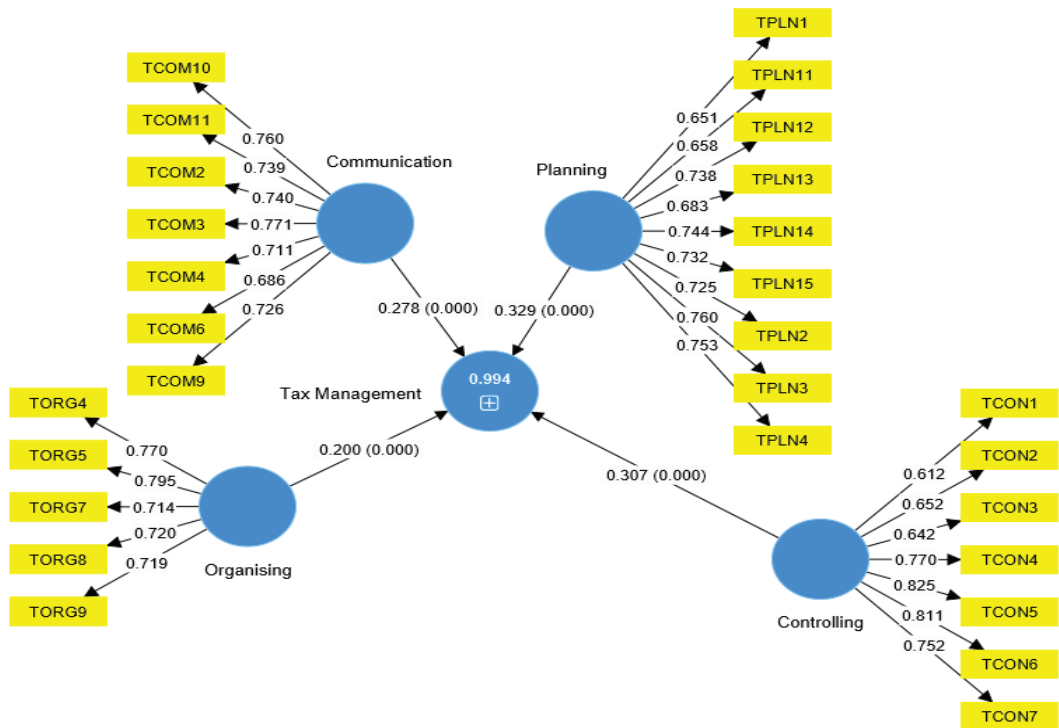 TCOM10
TCOM11
TCOM2
TCOM3
TCOM4
TCOM6
TCOM9
0.760
0.739
0.740
0.771
0.711
0.686
0.726
Communication
0.278 (0.000)
Planning
0.329 (0.000)
0.651
0.658
0.738
0.683
0.744
0.732
0.725
0.760
0.753
TPLN1
TPLN11
TPLN12
TPLN13
TPLN14
TPLN15
TPLN2
TPLN3
TPLN4
Tax Management
0.994
TORG4
TORG5
TORG7
TORG8
TORG9
0.770
0.795
0.714
0.720
0.719
Organising
0.200 (0.000)
0.307 (0.000)
Controlling
0.612
0.652
0.642
0.770
0.825
0.811
0.752
TCON1
TCON2
TCON3
TCON4
TCON5
TCON6
TCON7